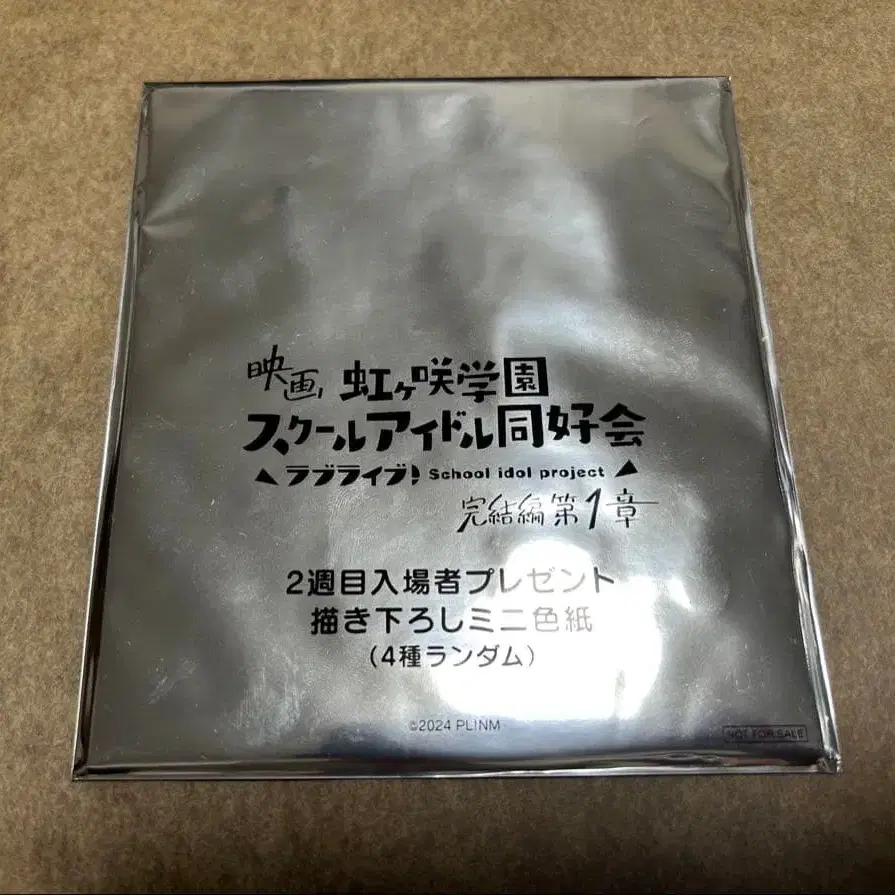 映画 虹ヶ咲学園
スクールアイドル同好会
ラブライブ! School idol project
完結編 第1章
2週目入場者プレゼント
描き下ろしミニ色紙
(4種ランダム)
©2024 PLINM
NOT FOR SALE